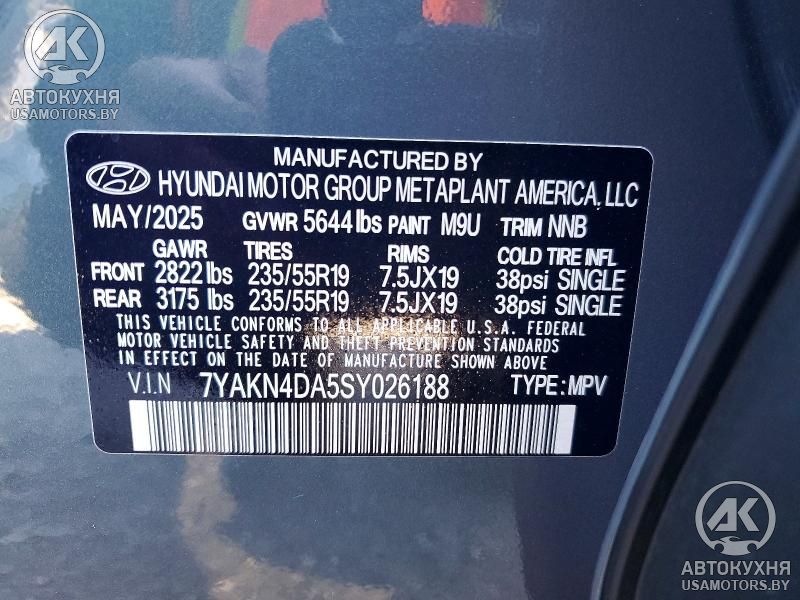 AK
АВТОКУХНЯ
USAMOTORS.BY
MANUFACTURED BY
HYUNDAI MOTOR GROUP METAPLANT AMERICA, LLC
MAY/2025 GVWR 5644 lbs PAINT M9U TRIM NNB
GAWR TIRES RIMS COLD TIRE INFL
FRONT 2822 lbs 235/55R19 7.5JX19 38psi SINGLE
REAR 3175 lbs 235/55R19 7.5JX19 38psi SINGLE
THIS VEHICLE CONFORMS TO ALL APPLICABLE U.S.A. FEDERAL
MOTOR VEHICLE SAFETY AND THEFT PREVENTION STANDARDS
IN EFFECT ON THE DATE OF MANUFACTURE SHOWN ABOVE
V.I.N 7YAKN4DA5SY026188 TYPE: MPV
AK
АВТОКУХНЯ
USAMOTORS.BY